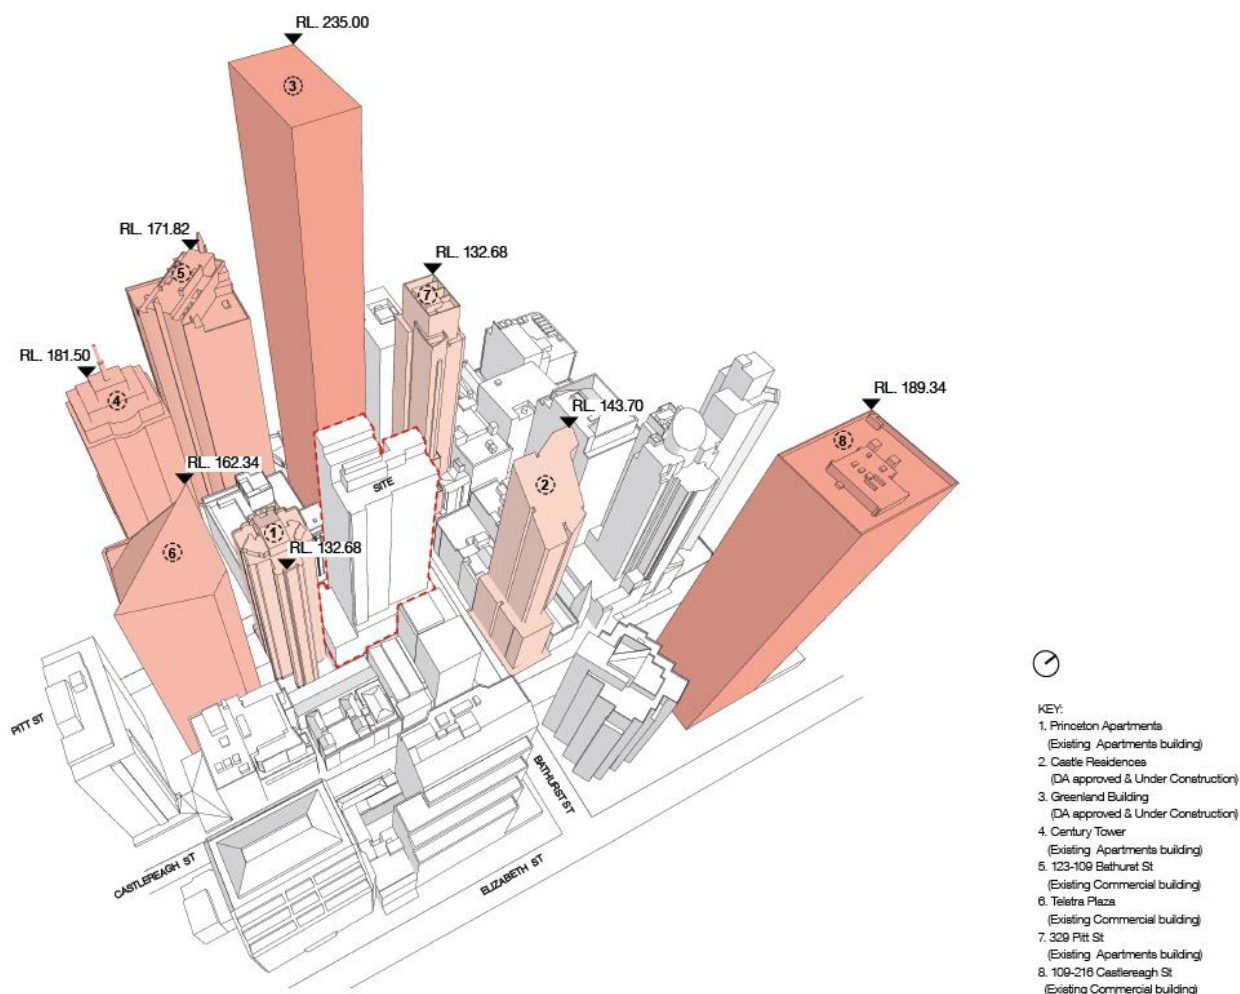 RL. 235.00
3
RL. 171.82
5
RL. 132.68
7
RL. 181.50
4
RL. 189.34
8
RL. 143.70
2
RL. 162.34
SITE
1
RL. 132.68
6
PITT ST
BATHURST ST
CASTLEREAGH ST
ELIZABETH ST
KEY:
1. Princeton Apartments
(Existing Apartments building)
2. Castle Residences
(DA approved & Under Construction)
3. Greenland Building
(DA approved & Under Construction)
4. Century Tower
(Existing Apartments building)
5. 123-109 Bathurst St
(Existing Commercial building)
6. Telstra Plaza
(Existing Commercial building)
7. 329 Pitt St
(Existing Apartments building)
8. 109-216 Castlereagh St
(Existing Commercial building)